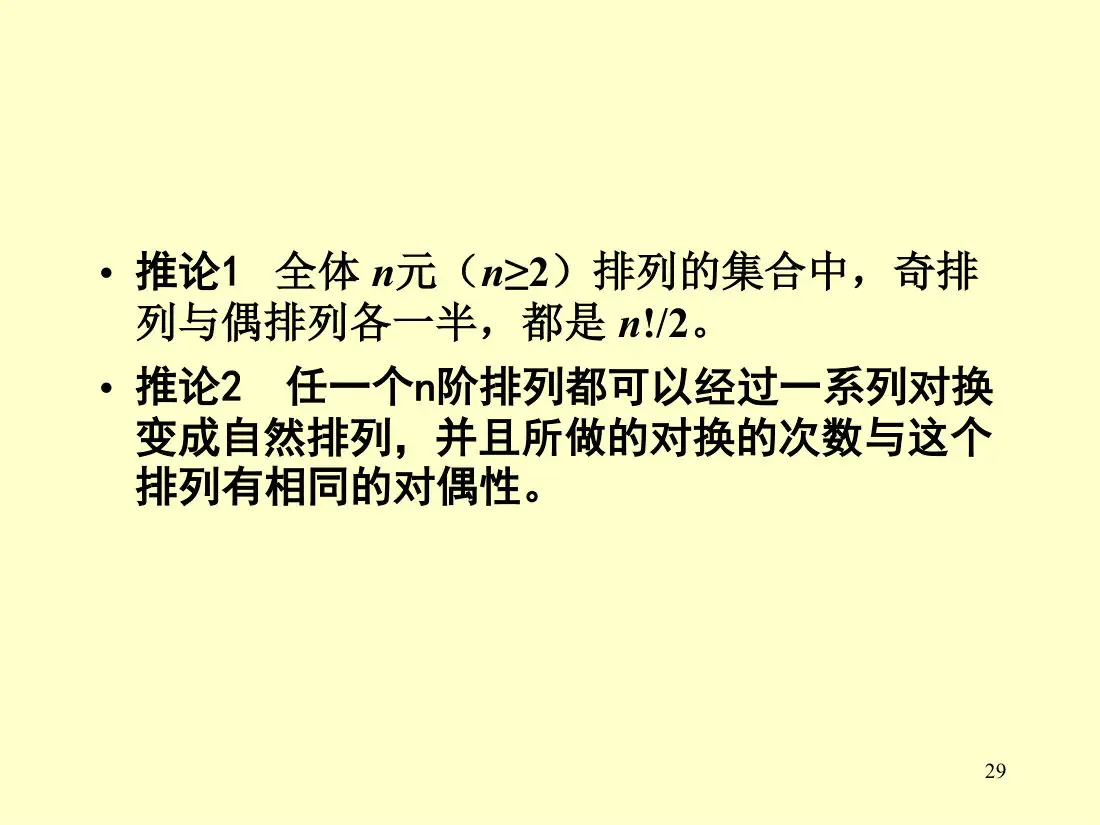 • 推论1 全体 n元（n≥2）排列的集合中，奇排
列与偶排列各一半，都是 n!/2。
• 推论2 任一个n阶排列都可以经过一系列对换
变成自然排列，并且所做的对换的次数与这个
排列有相同的对偶性。
29